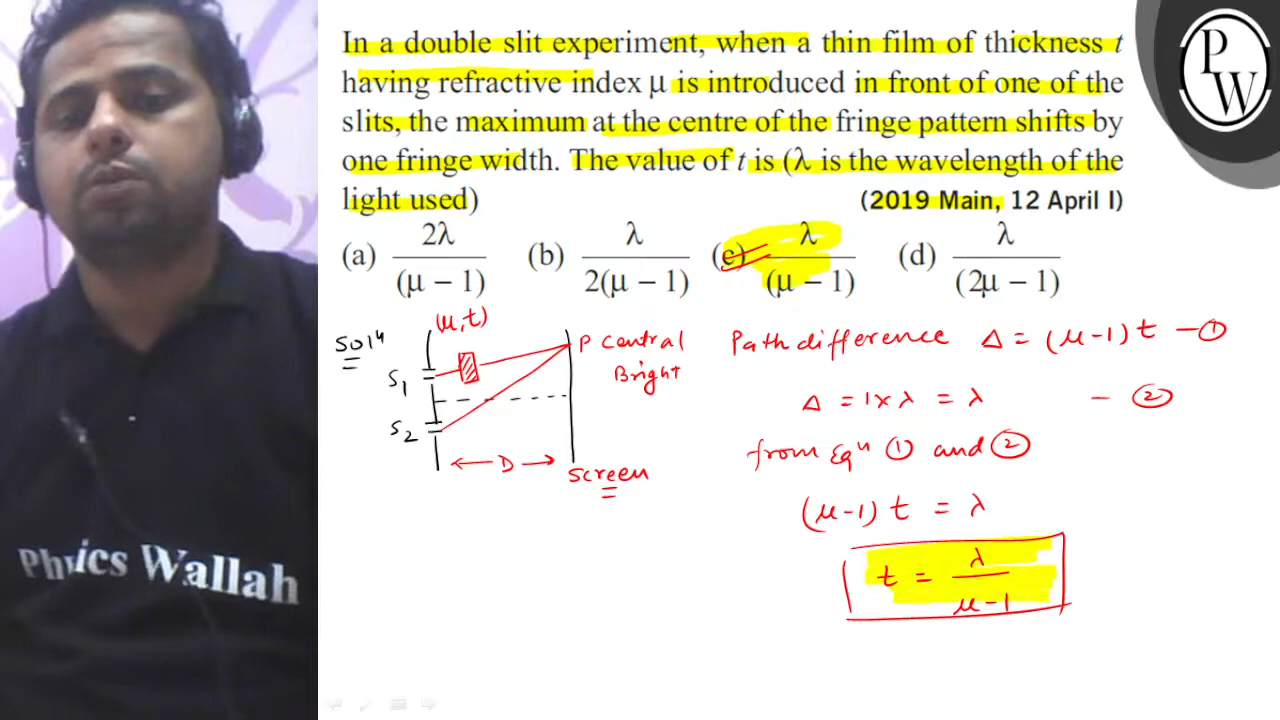 In a double slit experiment, when a thin film of thickness t
having refractive index μ is introduced in front of one of the
slits, the maximum at the centre of the fringe pattern shifts by
one fringe width. The value of t is (λ is the wavelength of the
light used) (2019 Main, 12 April I)
(a) 2λ/(μ − 1) (b) λ/2(μ − 1) (c) λ/(μ − 1) (d) λ/(2μ − 1)
Solⁿ
(μ,t)
S1
S2
P central
Bright
D
Screen
Path difference Δ = (μ-1) t - ①
Δ = 1×λ = λ - ②
from Eqⁿ ① and ②
(μ-1) t = λ
t = λ/μ-1
PW
Physics Wallah